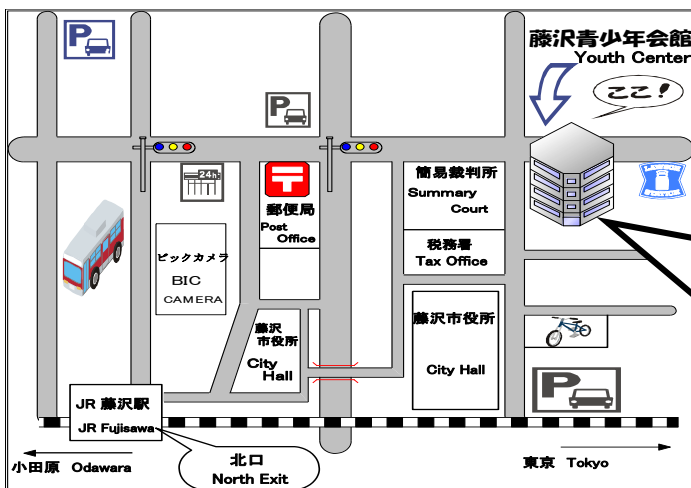 P
藤沢青少年会館
Youth Center
ここ!
P
24h
〒
郵便局
Post
Office
簡易裁判所
Summary
Court
税務署
Tax Office
ビックカメラ
BIC
CAMERA
藤沢
市役所
City
Hall
藤沢市役所
City Hall
P
JR 藤沢駅
JR Fujisawa
小田原 Odawara
北口
North Exit
東京 Tokyo